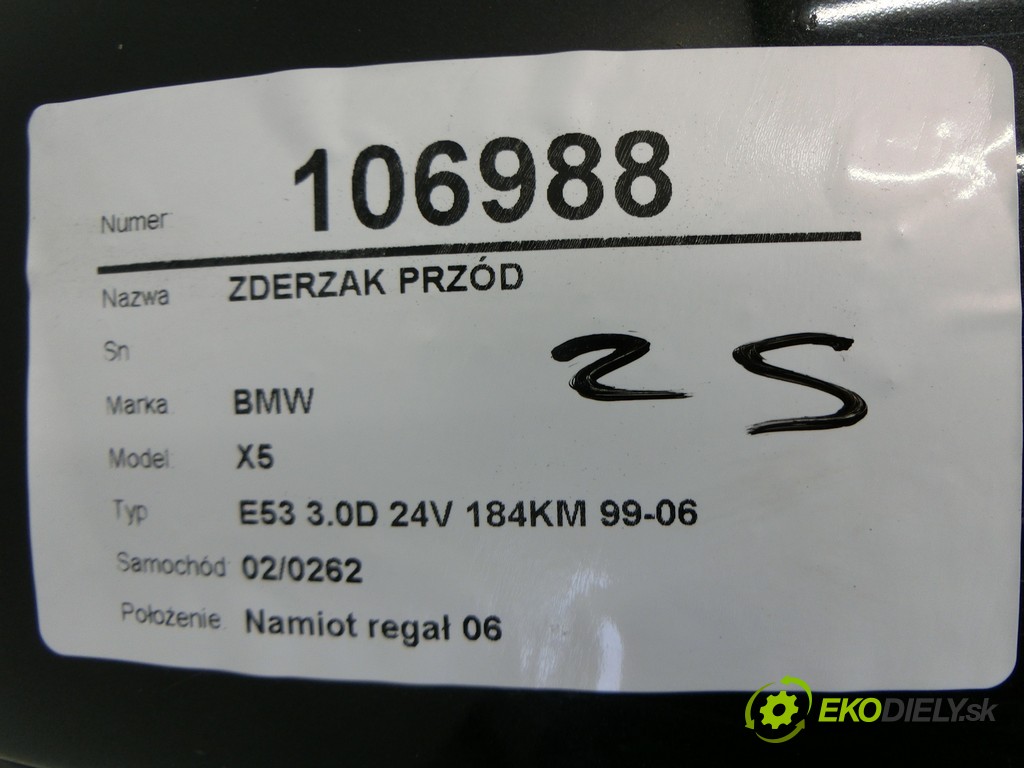 Numer: 106988
Nazwa ZDERZAK PRZÓD
Sn
25
Marka BMW
Model: X5
Typ E53 3.0D 24V 184KM 99-06
Samochód: 02/0262
Położenie: Namiot regał 06
EKODIELY.sk